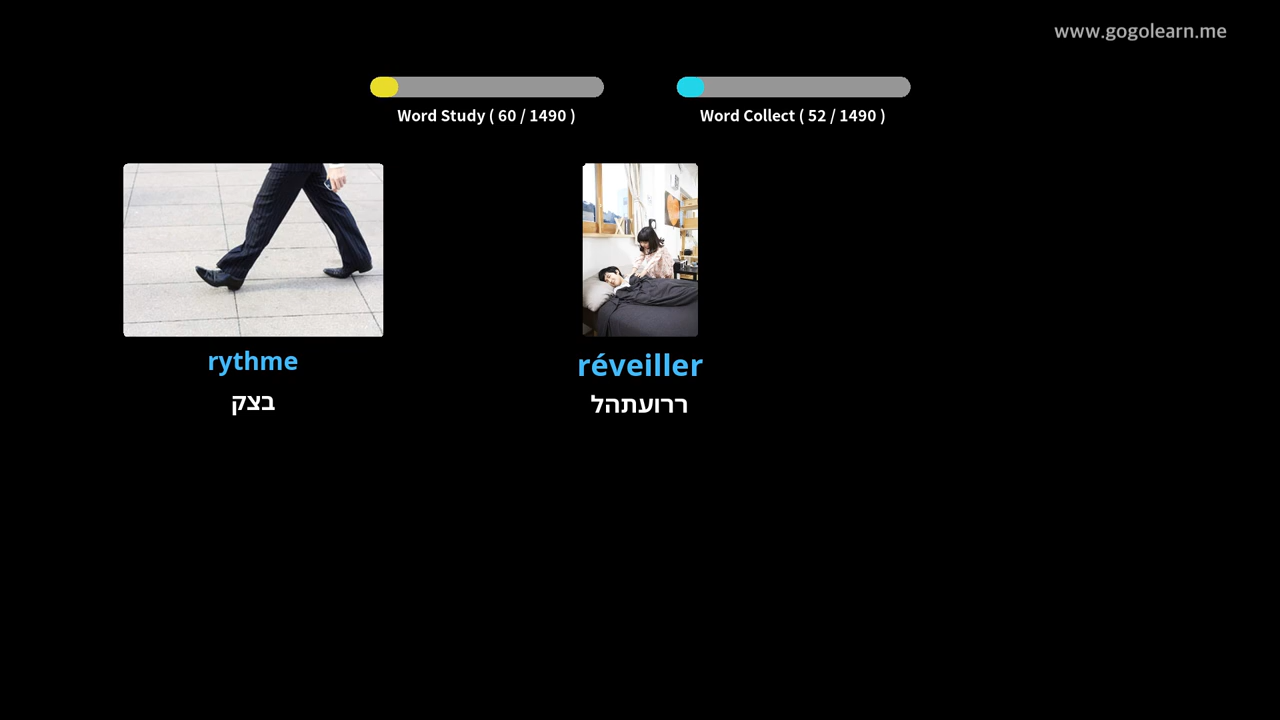 www.gogolearn.me
Word Study ( 60 / 1490 )
Word Collect ( 52 / 1490 )
rythme
בצק
réveiller
ררועתהל